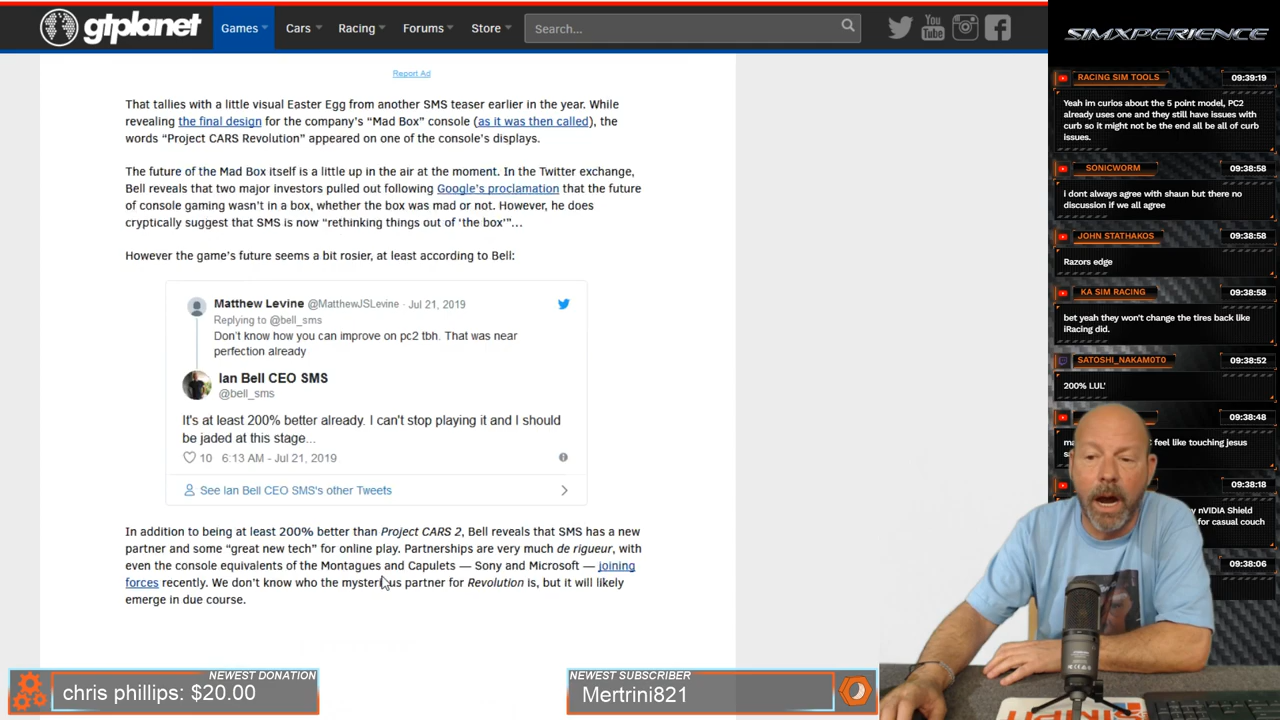 gtplanet
Games
Cars
Racing
Forums
Store
Search...
You
Tube
SIMXPERIENCE
Report Ad
That tallies with a little visual Easter Egg from another SMS teaser earlier in the year. While
revealing the final design for the company's “Mad Box” console (as it was then called), the
words “Project CARS Revolution” appeared on one of the console's displays.
The future of the Mad Box itself is a little up in the air at the moment. In the Twitter exchange,
Bell reveals that two major investors pulled out following Google's proclamation that the future
of console gaming wasn't in a box, whether the box was mad or not. However, he does
cryptically suggest that SMS is now “rethinking things out of ‘the box’”…
However the game's future seems a bit rosier, at least according to Bell:
Matthew Levine @MatthewJSLevine · Jul 21, 2019
Replying to @bell_sms
Don't know how you can improve on pc2 tbh. That was near
perfection already
Ian Bell CEO SMS
@bell_sms
It's at least 200% better already. I can't stop playing it and I should
be jaded at this stage...
10 6:13 AM - Jul 21, 2019
See Ian Bell CEO SMS's other Tweets
In addition to being at least 200% better than Project CARS 2, Bell reveals that SMS has a new
partner and some “great new tech” for online play. Partnerships are very much de rigueur, with
even the console equivalents of the Montagues and Capulets — Sony and Microsoft — joining
forces recently. We don't know who the mysterious partner for Revolution is, but it will likely
emerge in due course.
RACING SIM TOOLS 09:39:19
Yeah im curios about the 5 point model, PC2
already uses one and they still have issues with
curb so it might not be the end all be all of curb
issues.
SONICWORM 09:38:58
i dont always agree with shaun but there no
discussion if we all agree
JOHN STATHAKOS 09:38:58
Razors edge
KA SIM RACING 09:38:58
bet yeah they won't change the tires back like
iRacing did.
SATOSHI_NAKAM0T0 09:38:52
200% LUL'
09:38:48
feel like touching jesus
09:38:18
nVIDIA Shield
for casual couch
09:38:06
NEWEST DONATION
chris phillips: $20.00
NEWEST SUBSCRIBER
Mertrini821